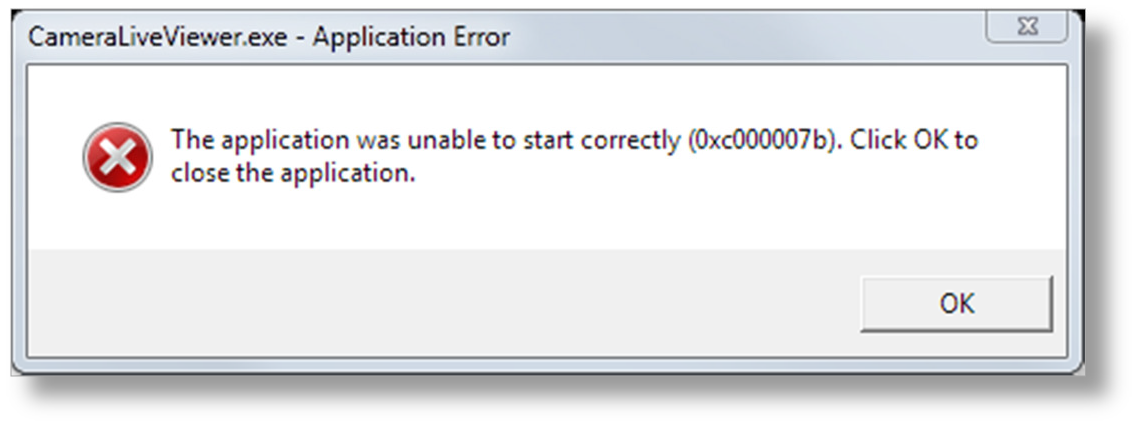 CameraLiveViewer.exe - Application Error
The application was unable to start correctly (0xc000007b). Click OK to
close the application.
OK